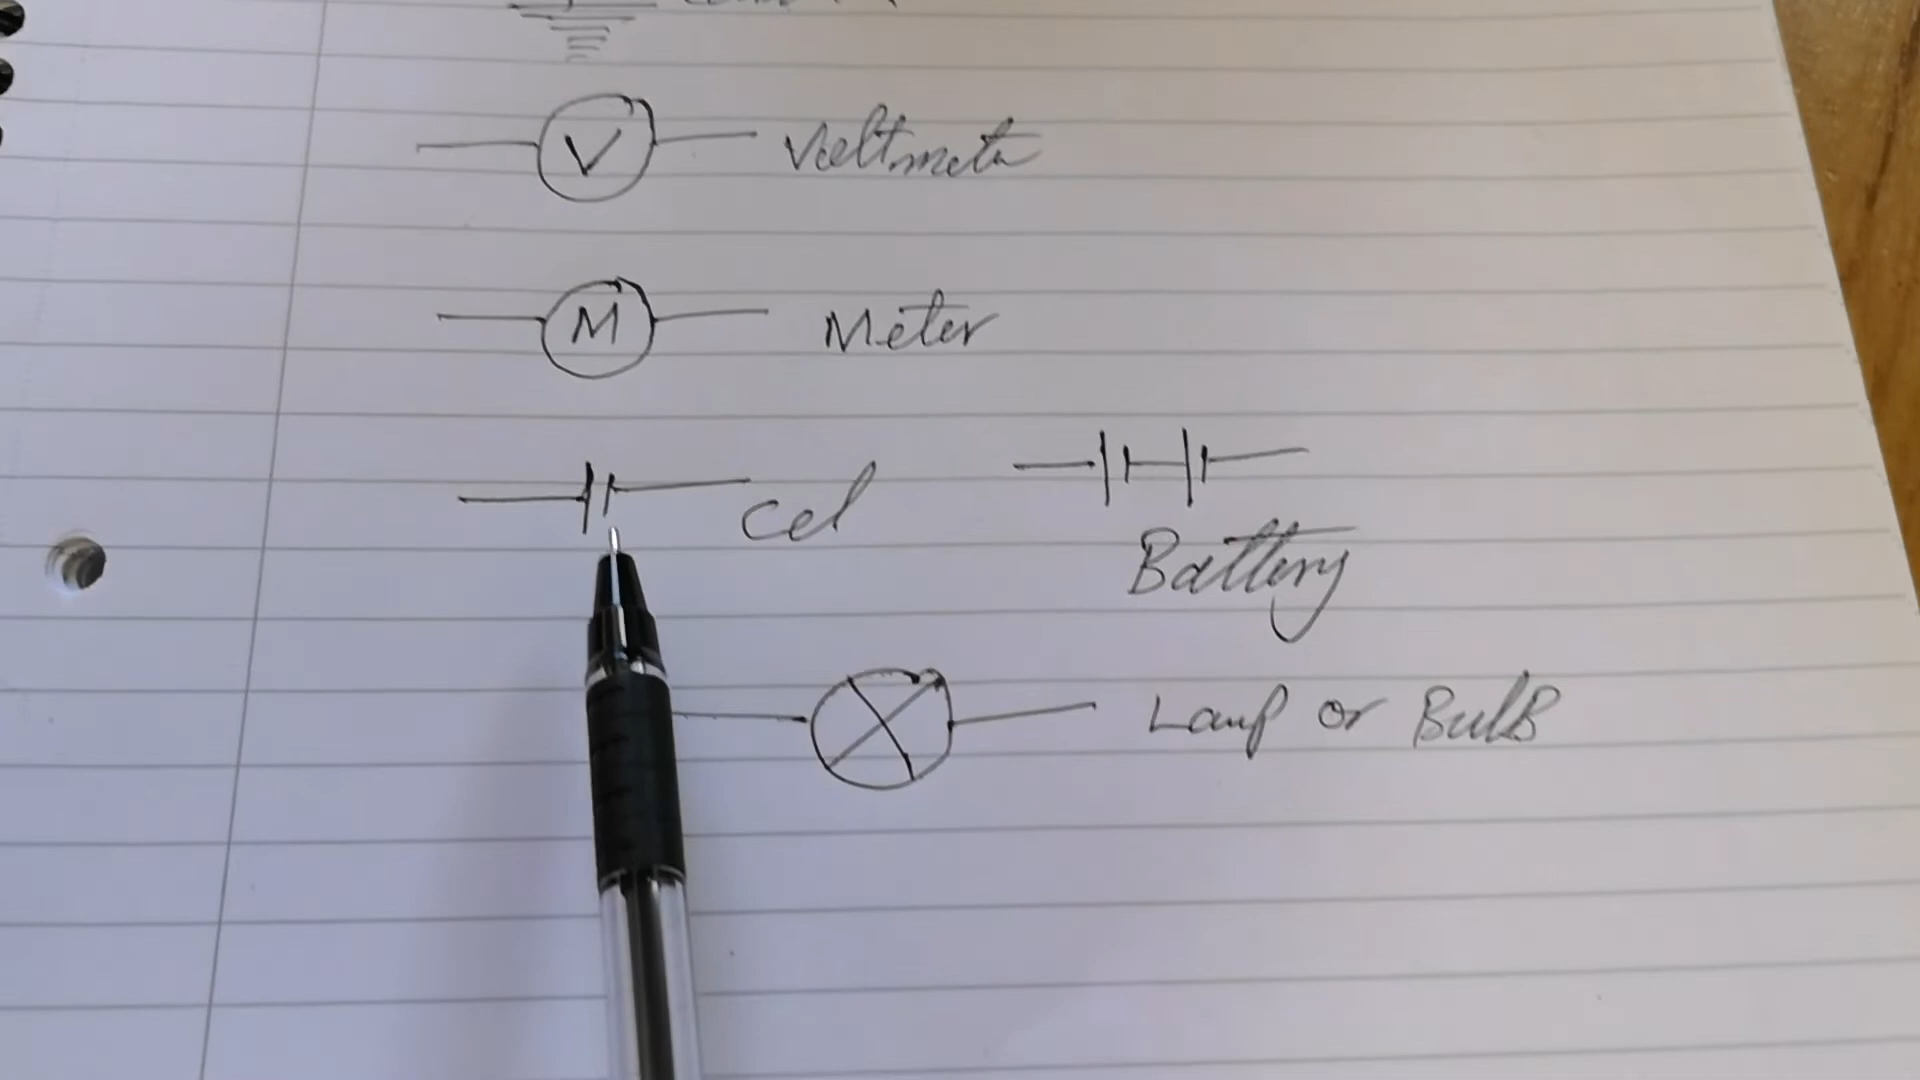 V Voltmeter
M Meter
Cel
Battery
Lamp or BulB